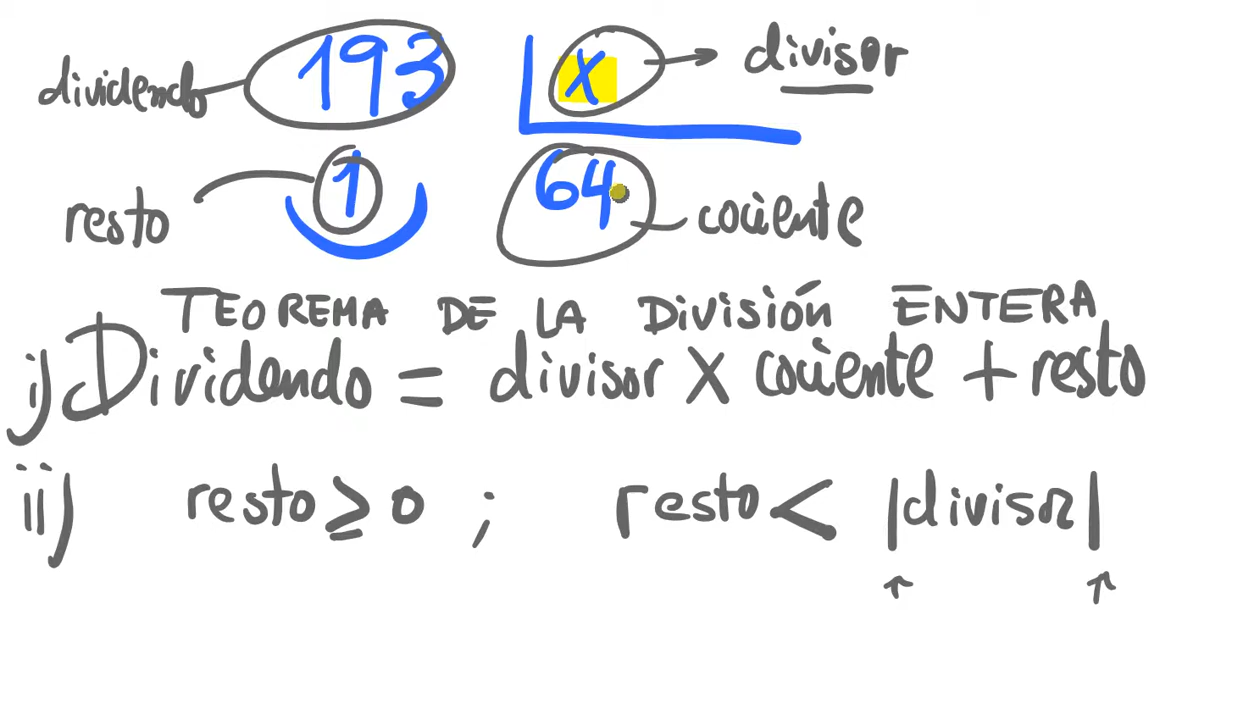 dividendo 193 x divisor
resto 1 64 cociente
TEOREMA DE LA DIVISIÓN ENTERA
i) Dividendo = divisor X cociente + resto
ii) resto ≥ 0 ; resto < |divisor|